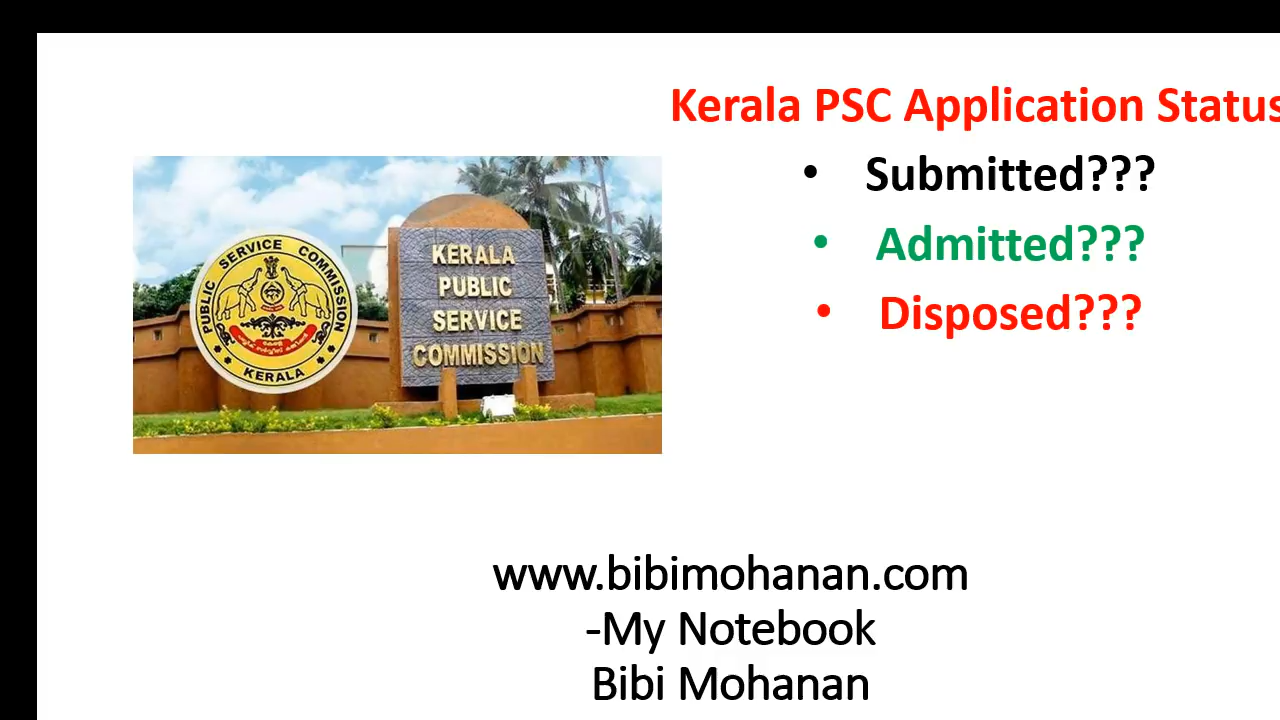 Kerala PSC Application Status
• Submitted???
• Admitted???
• Disposed???
PUBLIC SERVICE COMMISSION
KERALA
KERALA
PUBLIC
SERVICE
COMMISSION
www.bibimohanan.com
-My Notebook
Bibi Mohanan